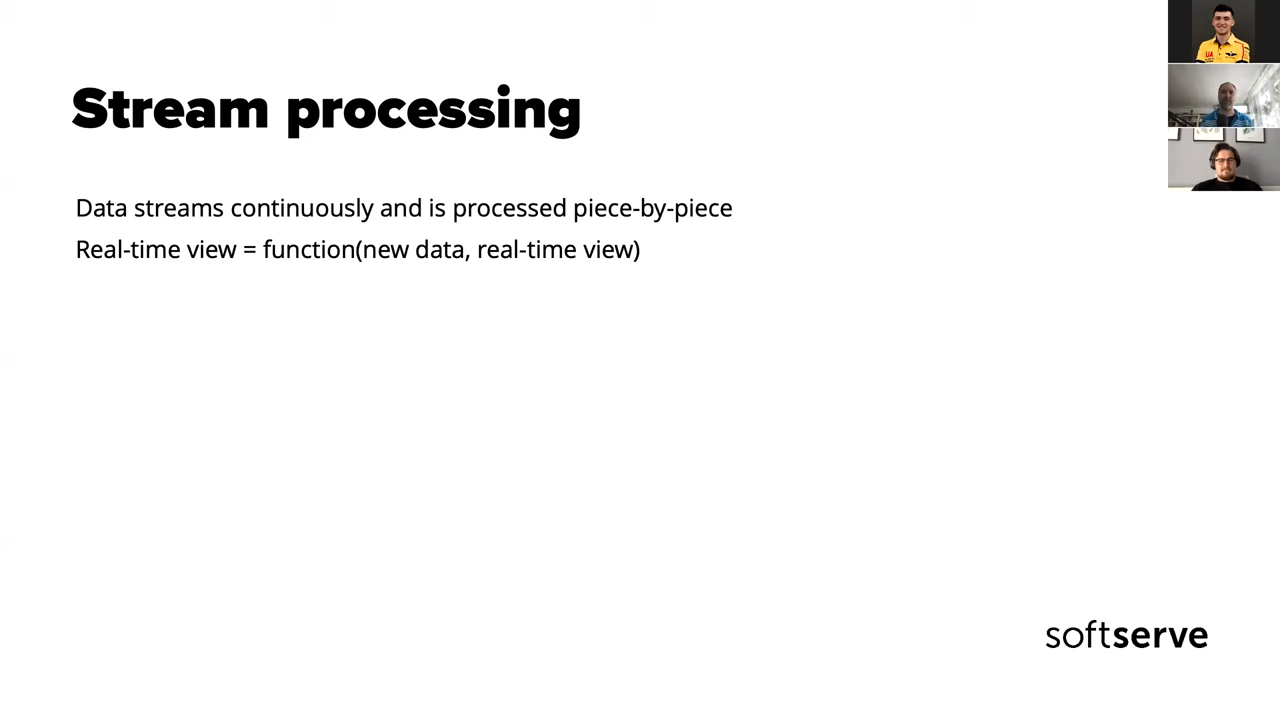 Stream processing
Data streams continuously and is processed piece-by-piece
Real-time view = function(new data, real-time view)
UA
softserve